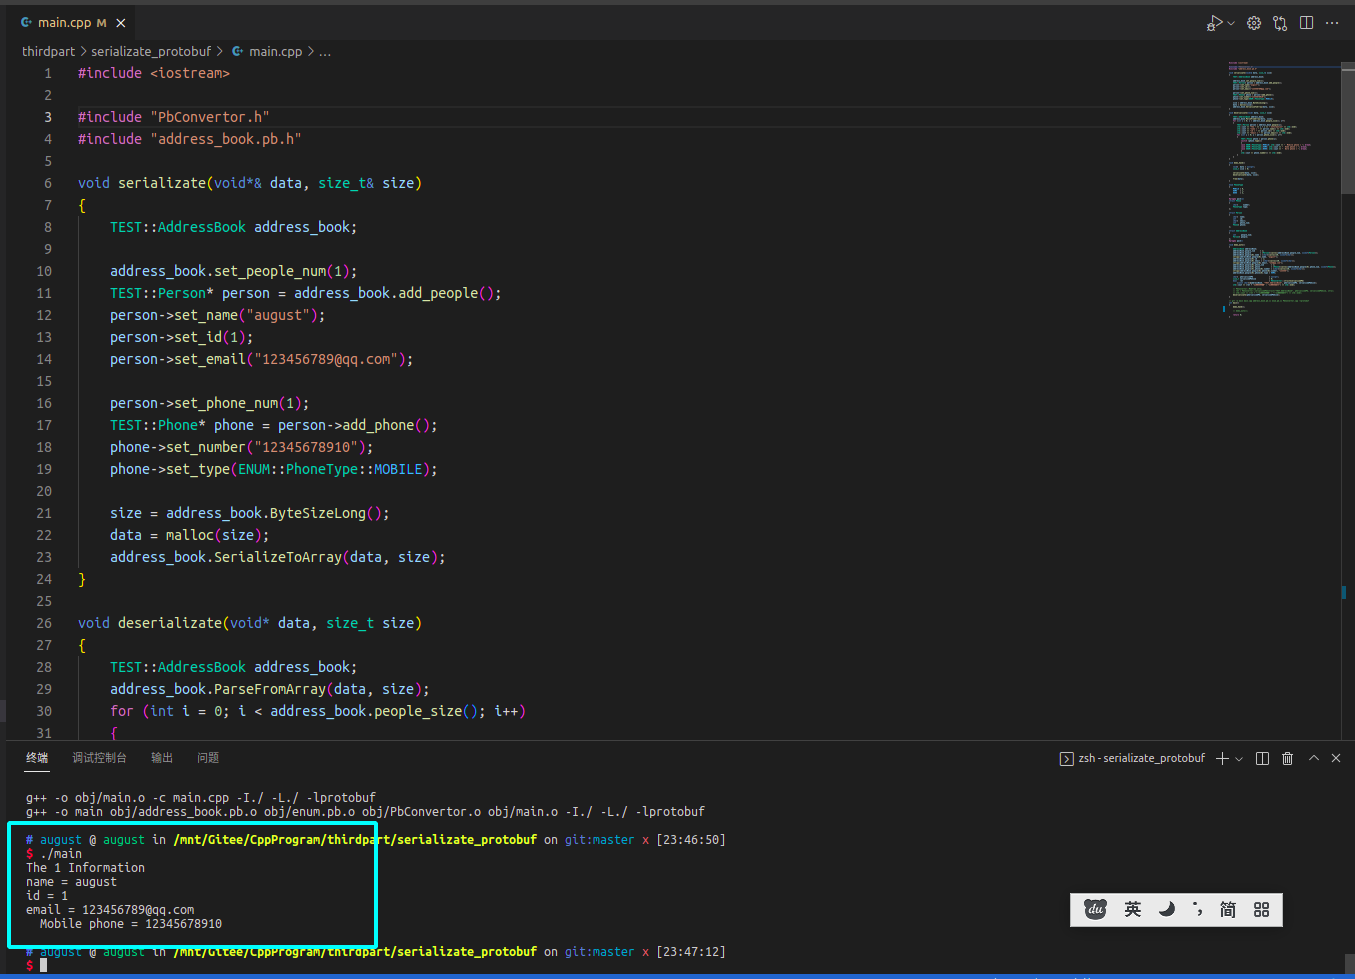 main.cpp M
thirdpart > serializate_protobuf > main.cpp > ...
1 #include <iostream>
2
3 #include "PbConvertor.h"
4 #include "address_book.pb.h"
5
6 void serializate(void*& data, size_t& size)
7 {
8 TEST::AddressBook address_book;
9
10 address_book.set_people_num(1);
11 TEST::Person* person = address_book.add_people();
12 person->set_name("august");
13 person->set_id(1);
14 person->set_email("123456789@qq.com");
15
16 person->set_phone_num(1);
17 TEST::Phone* phone = person->add_phone();
18 phone->set_number("12345678910");
19 phone->set_type(ENUM::PhoneType::MOBILE);
20
21 size = address_book.ByteSizeLong();
22 data = malloc(size);
23 address_book.SerializeToArray(data, size);
24 }
25
26 void deserializate(void* data, size_t size)
27 {
28 TEST::AddressBook address_book;
29 address_book.ParseFromArray(data, size);
30 for (int i = 0; i < address_book.people_size(); i++)
31 {
终端 调试控制台 输出 问题 zsh - serializate_protobuf
g++ -o obj/main.o -c main.cpp -I./ -L./ -lprotobuf
g++ -o main obj/address_book.pb.o obj/enum.pb.o obj/PbConvertor.o obj/main.o -I./ -L./ -lprotobuf
# august @ august in /mnt/Gitee/CppProgram/thirdpart/serializate_protobuf on git:master x [23:46:50]
$ ./main
The 1 Information
name = august
id = 1
email = 123456789@qq.com
Mobile phone = 12345678910
# august @ august in /mnt/Gitee/CppProgram/thirdpart/serializate_protobuf on git:master x [23:47:12]
$
du 英 简